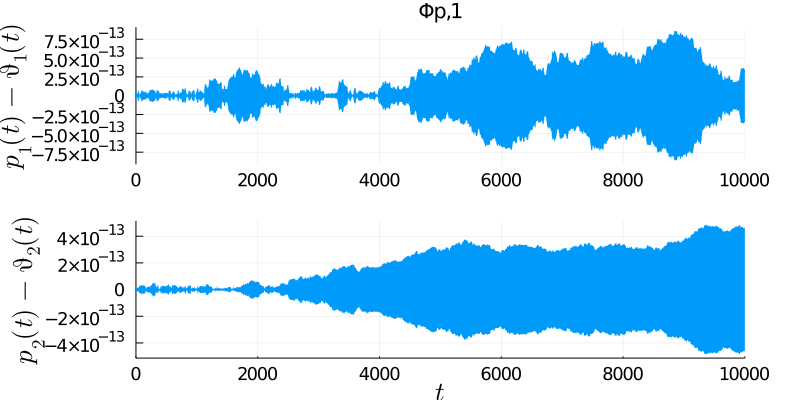 Φp,1
p₁(t) − ϑ₁(t)
7.5×10⁻¹³
5.0×10⁻¹³
2.5×10⁻¹³
0
−2.5×10⁻¹³
−5.0×10⁻¹³
−7.5×10⁻¹³
0 2000 4000 6000 8000 10000
p₂(t) − ϑ₂(t)
4×10⁻¹³
2×10⁻¹³
0
−2×10⁻¹³
−4×10⁻¹³
0 2000 4000 6000 8000 10000
t